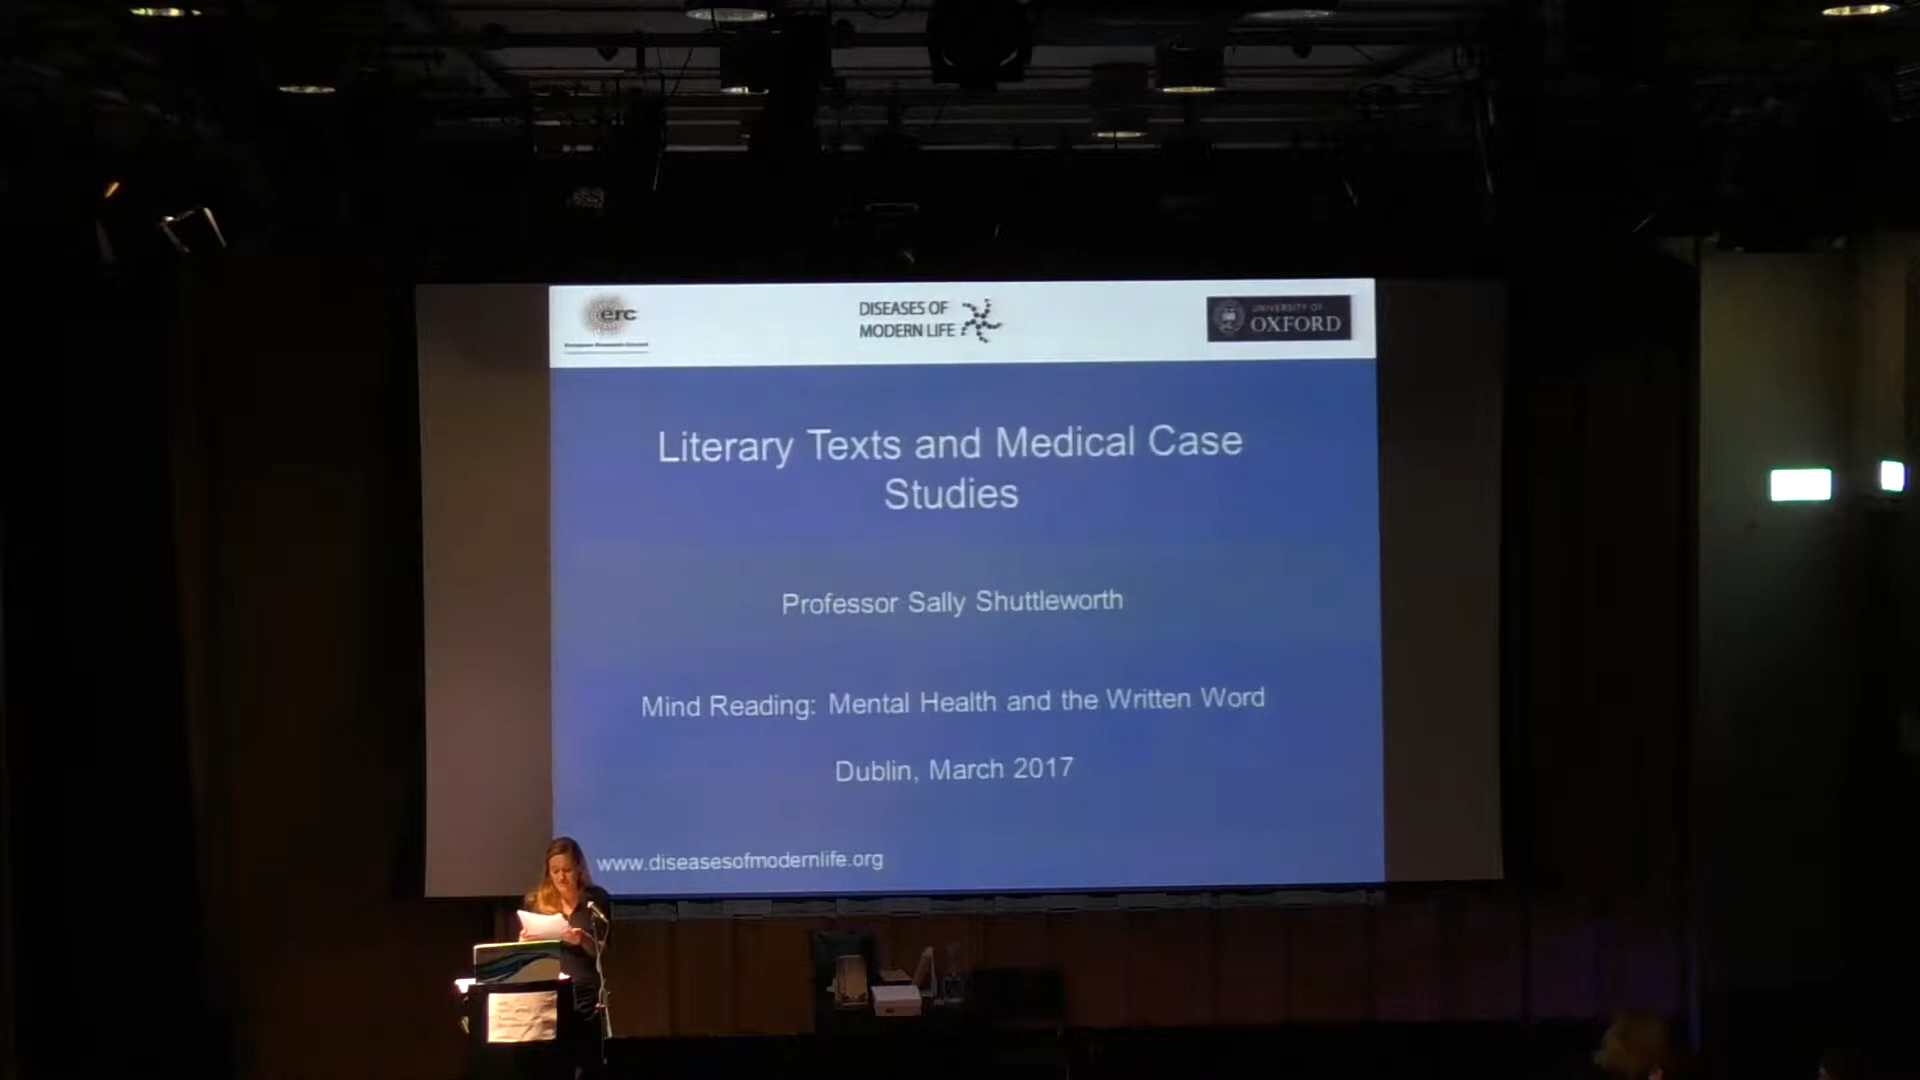 erc
DISEASES OF
MODERN LIFE
UNIVERSITY OF
OXFORD
Literary Texts and Medical Case
Studies
Professor Sally Shuttleworth
Mind Reading: Mental Health and the Written Word
Dublin, March 2017
www.diseasesofmodernlife.org